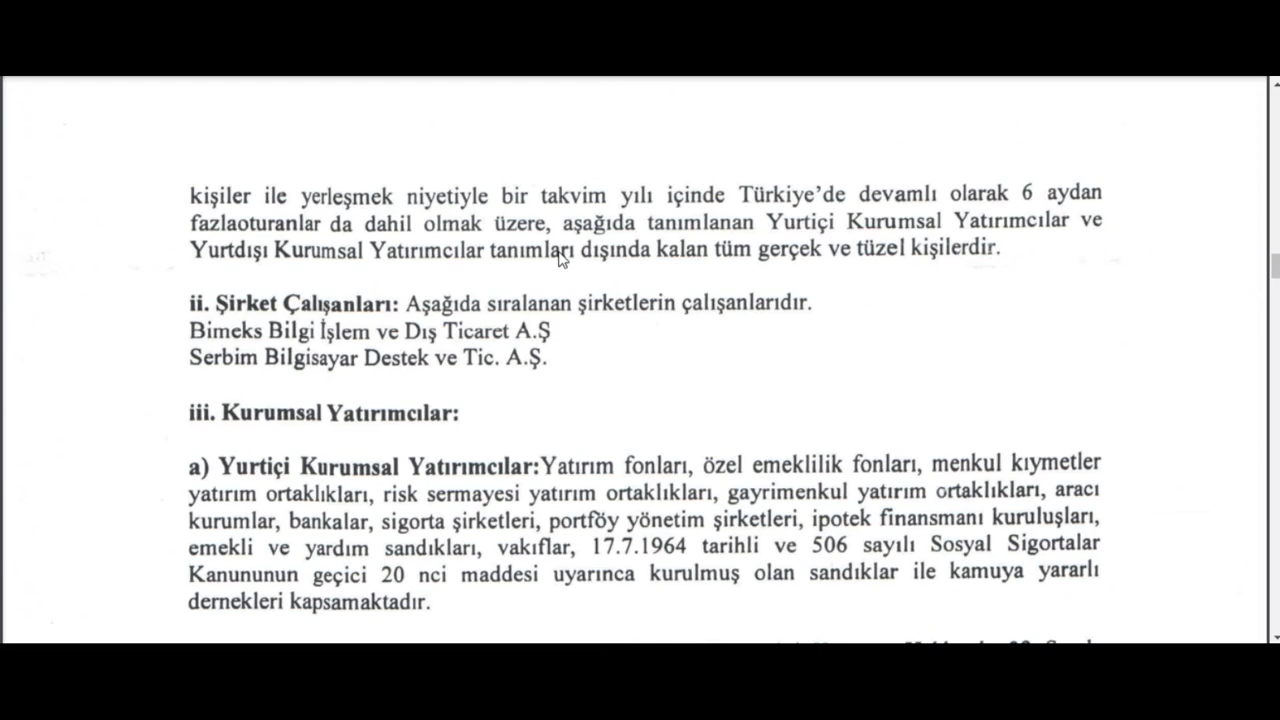 kişiler ile yerleşmek niyetiyle bir takvim yılı içinde Türkiye’de devamlı olarak 6 aydan
fazlaoturanlar da dahil olmak üzere, aşağıda tanımlanan Yurtiçi Kurumsal Yatırımcılar ve
Yurtdışı Kurumsal Yatırımcılar tanımları dışında kalan tüm gerçek ve tüzel kişilerdir.
ii. Şirket Çalışanları: Aşağıda sıralanan şirketlerin çalışanlarıdır.
Bimeks Bilgi İşlem ve Dış Ticaret A.Ş
Serbim Bilgisayar Destek ve Tic. A.Ş.
iii. Kurumsal Yatırımcılar:
a) Yurtiçi Kurumsal Yatırımcılar:Yatırım fonları, özel emeklilik fonları, menkul kıymetler
yatırım ortaklıkları, risk sermayesi yatırım ortaklıkları, gayrimenkul yatırım ortaklıkları, aracı
kurumlar, bankalar, sigorta şirketleri, portföy yönetim şirketleri, ipotek finansmanı kuruluşları,
emekli ve yardım sandıkları, vakıflar, 17.7.1964 tarihli ve 506 sayılı Sosyal Sigortalar
Kanununun geçici 20 nci maddesi uyarınca kurulmuş olan sandıklar ile kamuya yararlı
dernekleri kapsamaktadır.